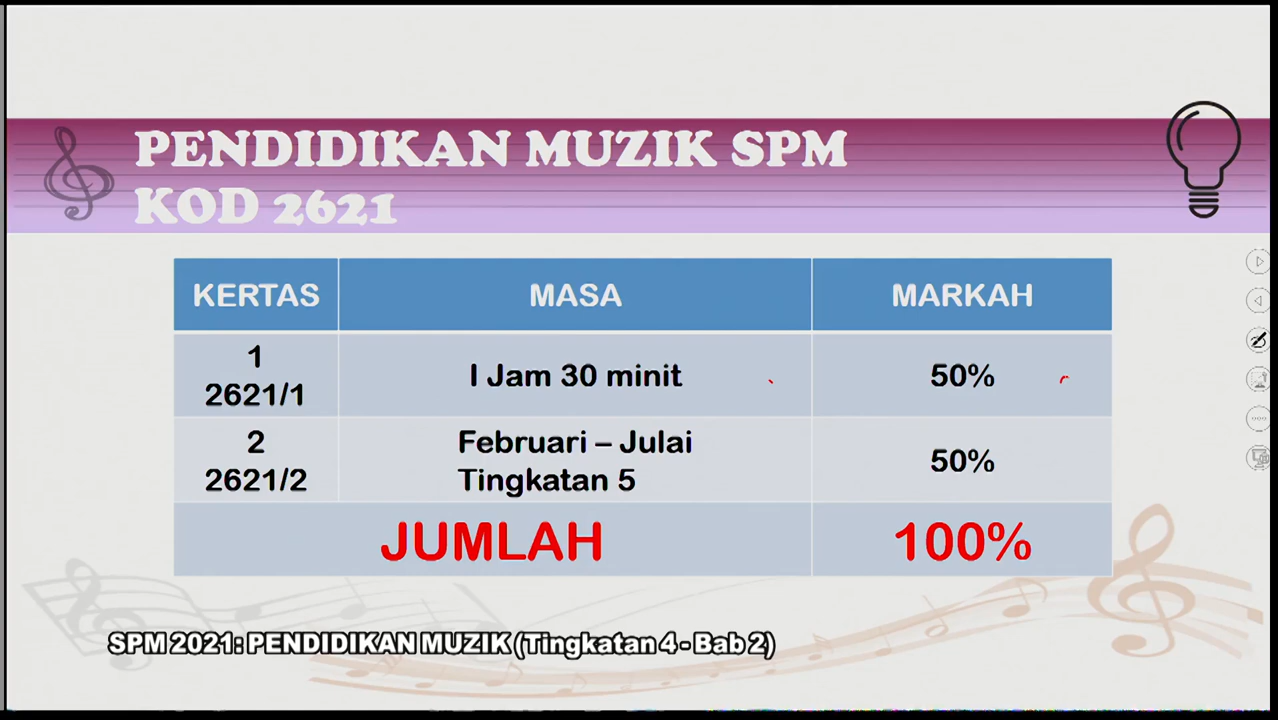 PENDIDIKAN MUZIK SPM
KOD 2621
KERTAS MASA MARKAH
1
2621/1
I Jam 30 minit
50%
2
2621/2
Februari – Julai
Tingkatan 5
50%
JUMLAH 100%
SPM 2021: PENDIDIKAN MUZIK (Tingkatan 4 - Bab 2)